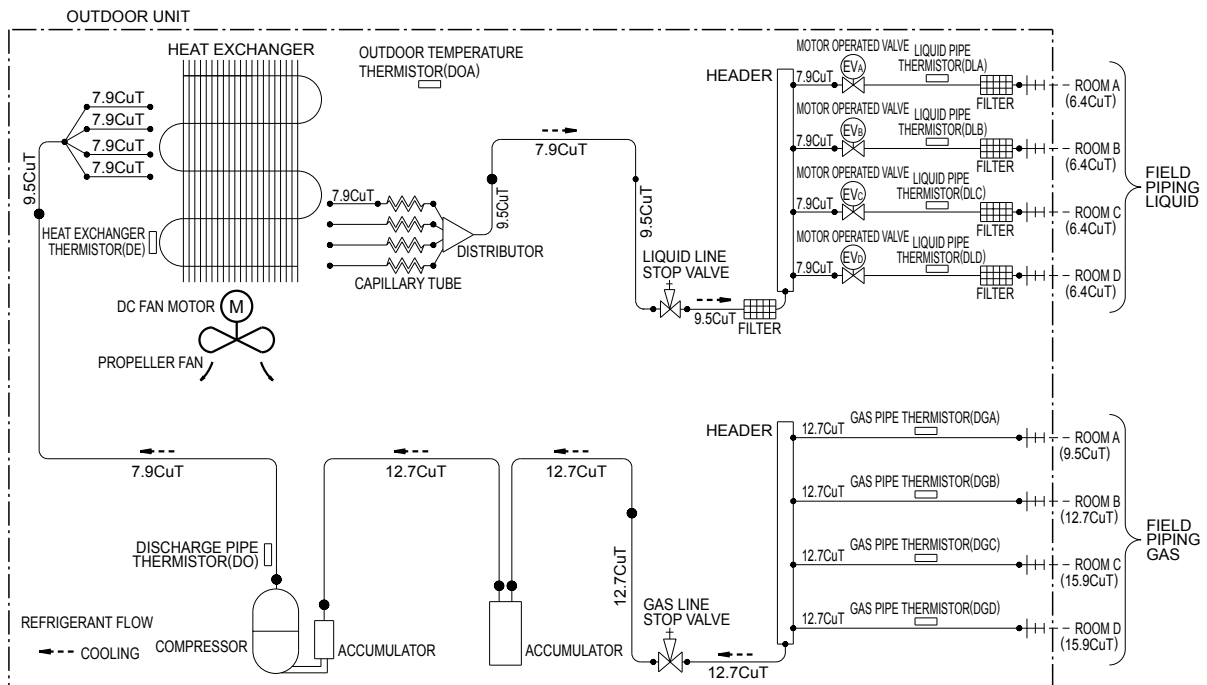 OUTDOOR UNIT
HEAT EXCHANGER
OUTDOOR TEMPERATURE
THERMISTOR(DOA)
7.9CuT
7.9CuT
7.9CuT
7.9CuT
9.5CuT
HEAT EXCHANGER
THERMISTOR(DE)
DC FAN MOTOR
M
PROPELLER FAN
7.9CuT
CAPILLARY TUBE
DISTRIBUTOR
9.5CuT
7.9CuT
9.5CuT
LIQUID LINE
STOP VALVE
9.5CuT
FILTER
HEADER
MOTOR OPERATED VALVE
LIQUID PIPE
THERMISTOR(DLA)
7.9CuT
EVA
FILTER
ROOM A
(6.4CuT)
MOTOR OPERATED VALVE
LIQUID PIPE
THERMISTOR(DLB)
7.9CuT
EVB
FILTER
ROOM B
(6.4CuT)
MOTOR OPERATED VALVE
LIQUID PIPE
THERMISTOR(DLC)
7.9CuT
EVC
FILTER
ROOM C
(6.4CuT)
MOTOR OPERATED VALVE
LIQUID PIPE
THERMISTOR(DLD)
7.9CuT
EVD
FILTER
ROOM D
(6.4CuT)
FIELD
PIPING
LIQUID
7.9CuT
12.7CuT
12.7CuT
DISCHARGE PIPE
THERMISTOR(DO)
12.7CuT
GAS LINE
STOP VALVE
12.7CuT
REFRIGERANT FLOW
COOLING
COMPRESSOR
ACCUMULATOR
ACCUMULATOR
HEADER
12.7CuT
GAS PIPE THERMISTOR(DGA)
ROOM A
(9.5CuT)
12.7CuT
GAS PIPE THERMISTOR(DGB)
ROOM B
(12.7CuT)
12.7CuT
GAS PIPE THERMISTOR(DGC)
ROOM C
(15.9CuT)
12.7CuT
GAS PIPE THERMISTOR(DGD)
ROOM D
(15.9CuT)
FIELD
PIPING
GAS